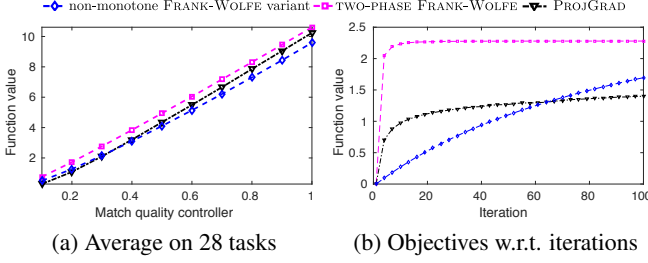 non-monotone FRANK-WOLFE variant TWO-PHASE FRANK-WOLFE PROJGRAD
Function value
10
8
6
4
2
0.2 0.4 0.6 0.8 1
Match quality controller
(a) Average on 28 tasks
Function value
2.5
2
1.5
1
0.5
0
0 20 40 60 80 100
Iteration
(b) Objectives w.r.t. iterations